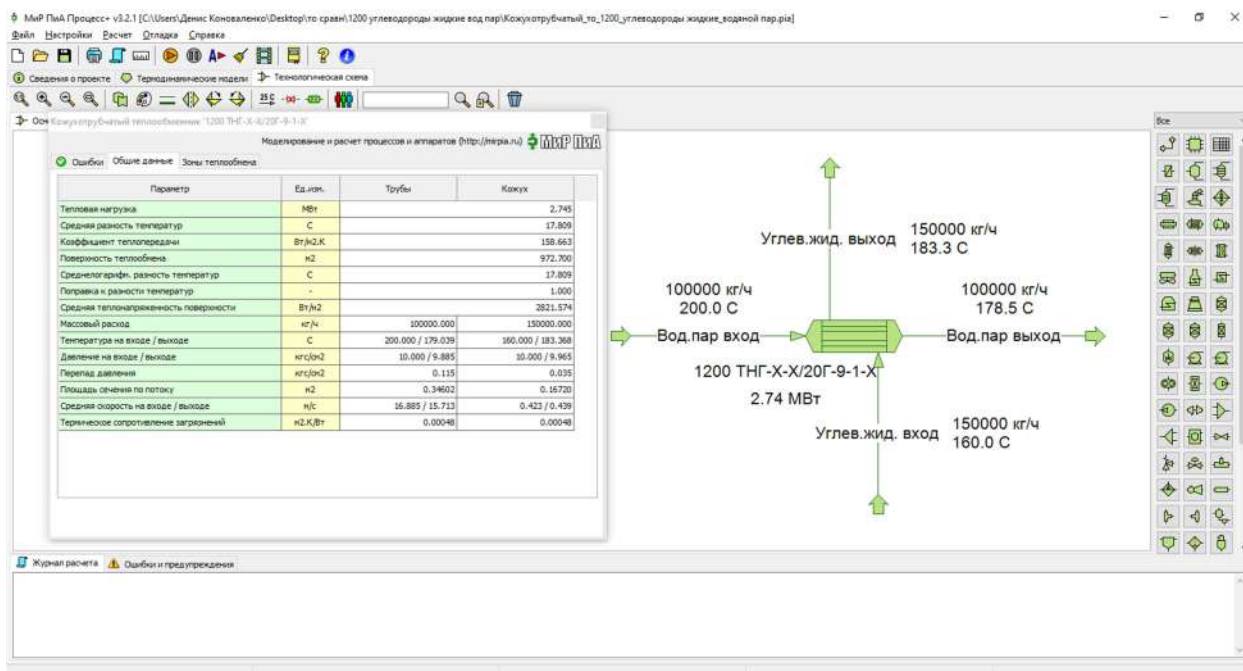 МиР ПиА Процесс+ v3.2.1 [C:\Users\Денис Коноваленко\Desktop\то сравн\1200 углеводороды жидкие вод пар\Кожухотрубчатый_то_1200_углеводороды жидкие_водяной пар.pia]
Файл Настройки Расчет Отладка Справка
Сведения о проекте Термодинамические модели Технологическая схема
25 C
Кожухотрубчатый теплообменник '1200 ТНГ-Х-Х/20Г-9-1-Х'
Все
Моделирование и расчет процессов и аппаратов (http://mirpia.ru) МиР ПиА
Ошибки Общие данные Зоны теплообмена
Параметр Ед.изм. Трубы Кожух
Тепловая нагрузка МВт 2.745
Средняя разность температур С 17.809
Коэффициент теплопередачи Вт/м2.К 158.663
Поверхность теплообмена м2 972.700
Среднелогарифм. разность температур С 17.809
Поправка к разности температур - 1.000
Средняя теплонапряженность поверхности Вт/м2 2821.574
Массовый расход кг/ч 100000.000 150000.000
Температура на входе / выходе С 200.000 / 179.039 160.000 / 183.368
Давление на входе / выходе кгс/см2 10.000 / 9.885 10.000 / 9.965
Перепад давления кгс/см2 0.115 0.035
Площадь сечения по потоку м2 0.34602 0.16720
Средняя скорость на входе / выходе м/с 16.885 / 15.713 0.423 / 0.439
Термическое сопротивление загрязнений м2.К/Вт 0.00048 0.00048
Углев.жид. выход
150000 кг/ч
183.3 C
100000 кг/ч
200.0 C
Вод.пар вход
100000 кг/ч
178.5 C
Вод.пар выход
1200 ТНГ-Х-Х/20Г-9-1-Х
2.74 МВт
Углев.жид. вход
150000 кг/ч
160.0 C
Журнал расчета Ошибки и предупреждения